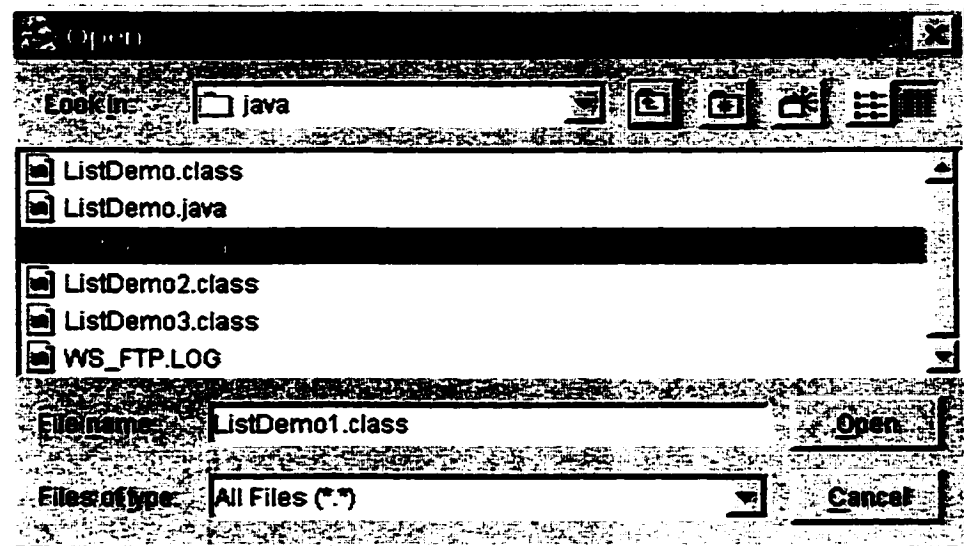 Open
Look in: java
ListDemo.class
ListDemo.java
ListDemo2.class
ListDemo3.class
WS_FTP.LOG
File name: ListDemo1.class Open
Files of type: All Files (*.*) Cancel